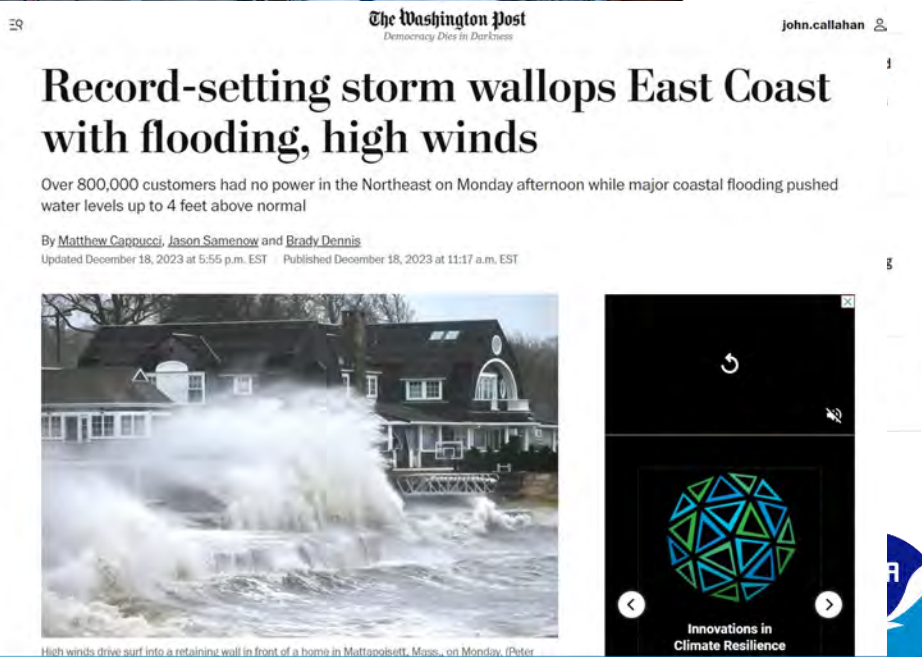 The Washington Post
Democracy Dies in Darkness
john.callahan
Record-setting storm wallops East Coast
with flooding, high winds
Over 800,000 customers had no power in the Northeast on Monday afternoon while major coastal flooding pushed
water levels up to 4 feet above normal
By Matthew Cappucci, Jason Samenow and Brady Dennis
Updated December 18, 2023 at 5:55 p.m. EST Published December 18, 2023 at 11:17 a.m. EST
Innovations in
Climate Resilience
High winds drive surf into a retaining wall in front of a home in Mattapoisett, Mass., on Monday. (Peter